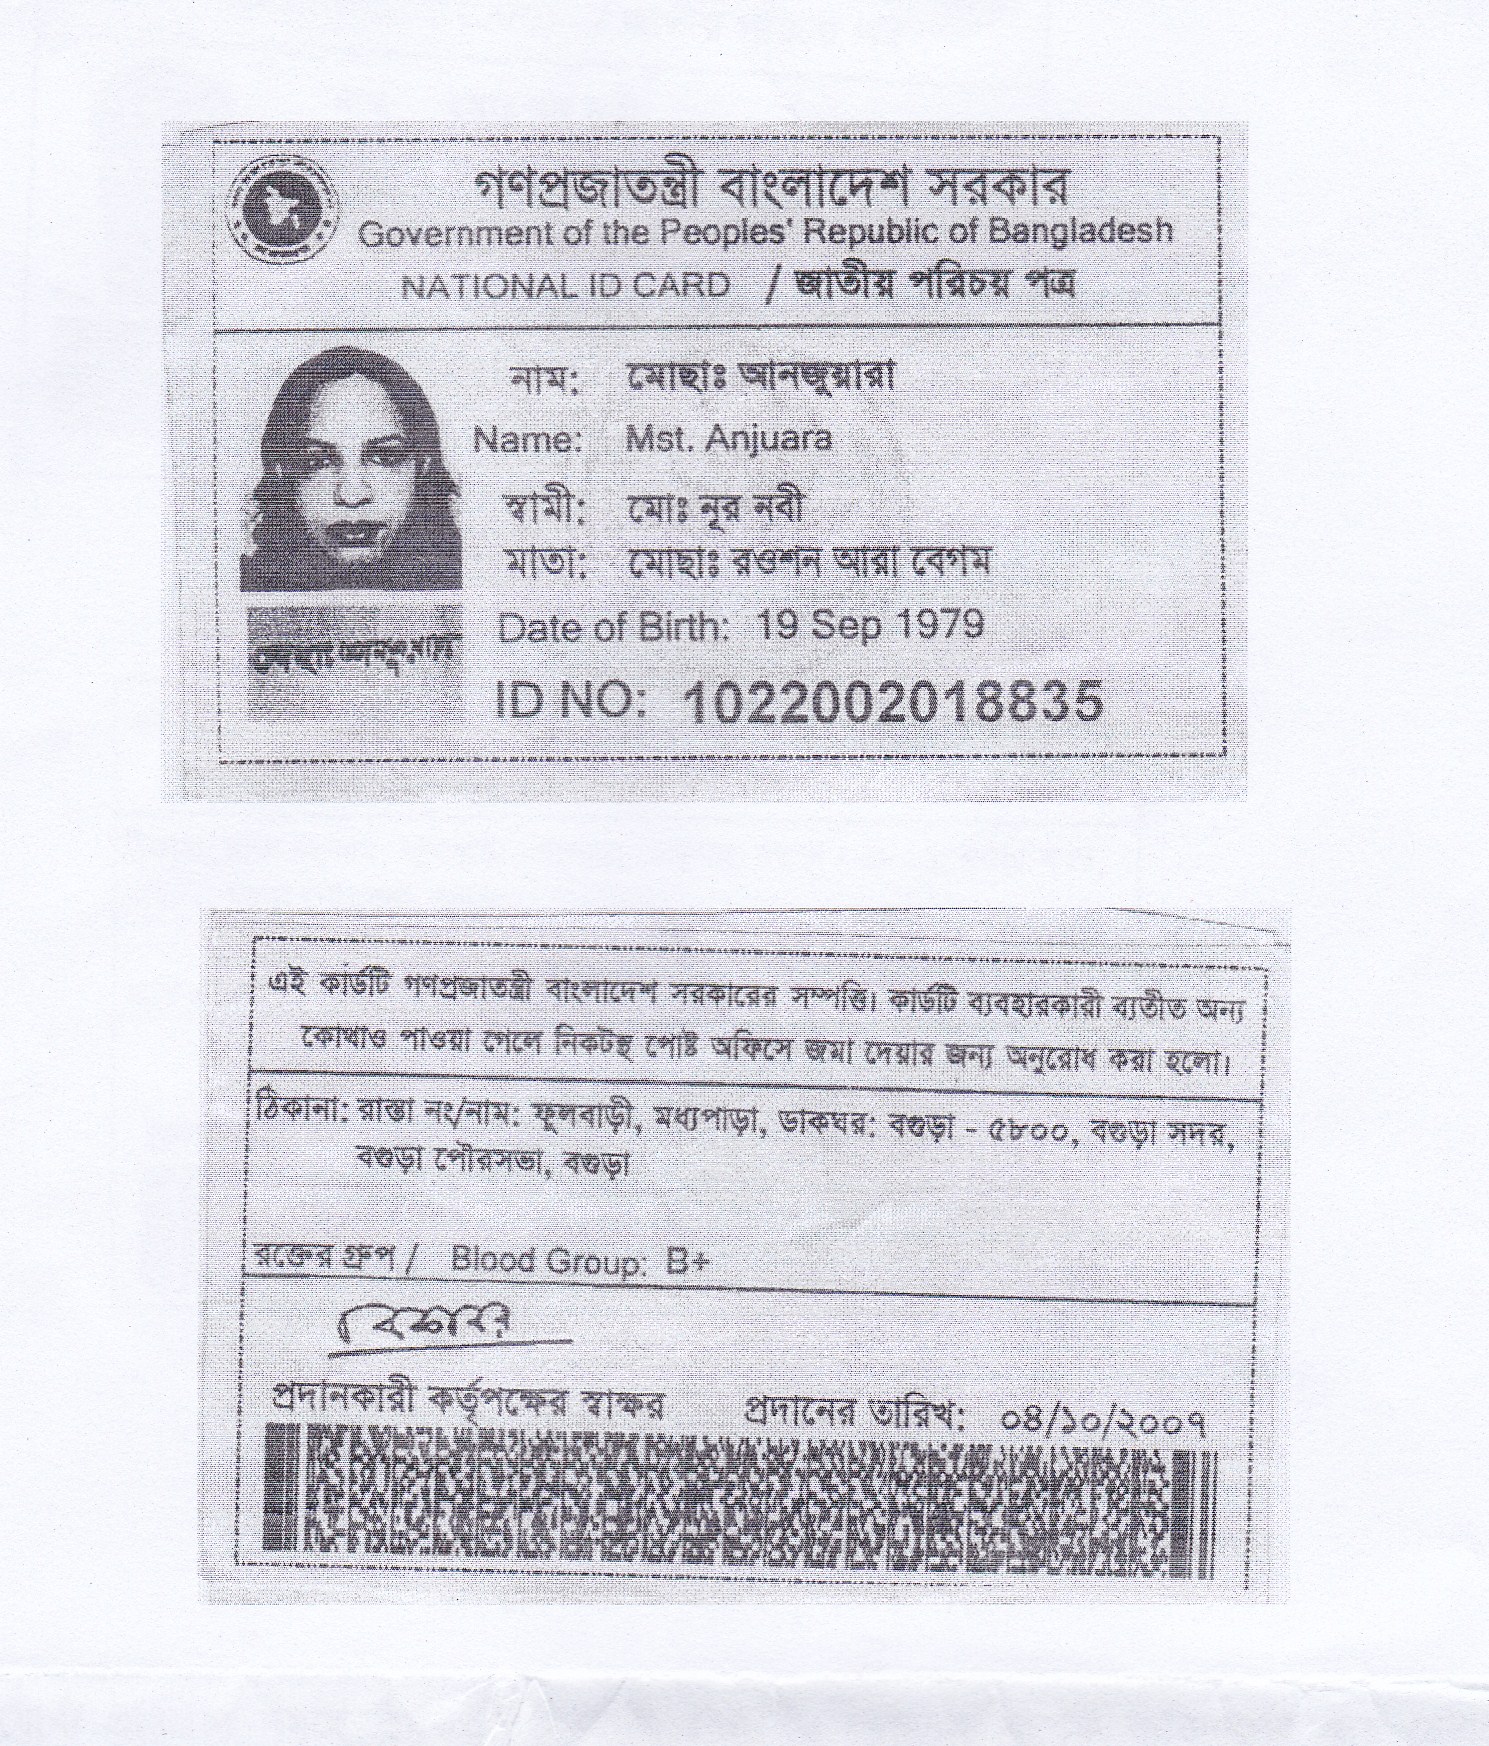 গণপ্রজাতন্ত্রী বাংলাদেশ সরকার
Government of the Peoples' Republic of Bangladesh
NATIONAL ID CARD / জাতীয় পরিচয় পত্র
নাম: মোছাঃ আনজুয়ারা
Name: Mst. Anjuara
স্বামী: মোঃ নূর নবী
মাতা: মোছাঃ রওশন আরা বেগম
Date of Birth: 19 Sep 1979
ID NO: 1022002018835
এই কার্ডটি গণপ্রজাতন্ত্রী বাংলাদেশ সরকারের সম্পত্তি। কার্ডটি ব্যবহারকারী ব্যতীত অন্য
কোথাও পাওয়া গেলে নিকটস্থ পোষ্ট অফিসে জমা দেয়ার জন্য অনুরোধ করা হলো।
ঠিকানা: রাস্তা নং/নাম: ফুলবাড়ী, মধ্যপাড়া, ডাকঘর: বগুড়া - ৫৮০০, বগুড়া সদর,
বগুড়া পৌরসভা, বগুড়া
রক্তের গ্রুপ / Blood Group: B+
প্রদানকারী কর্তৃপক্ষের স্বাক্ষর প্রদানের তারিখ: ০৪/১০/২০০৭